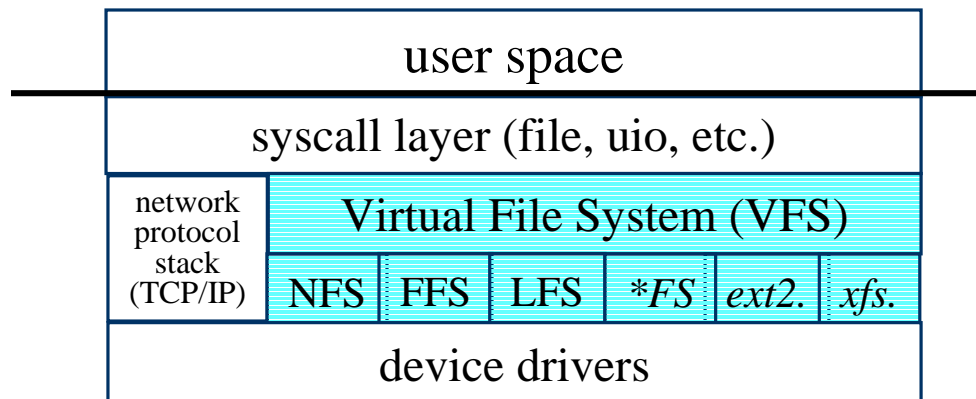 user space
syscall layer (file, uio, etc.)
network
protocol
stack
(TCP/IP)
Virtual File System (VFS)
NFS FFS LFS *FS ext2. xfs.
device drivers